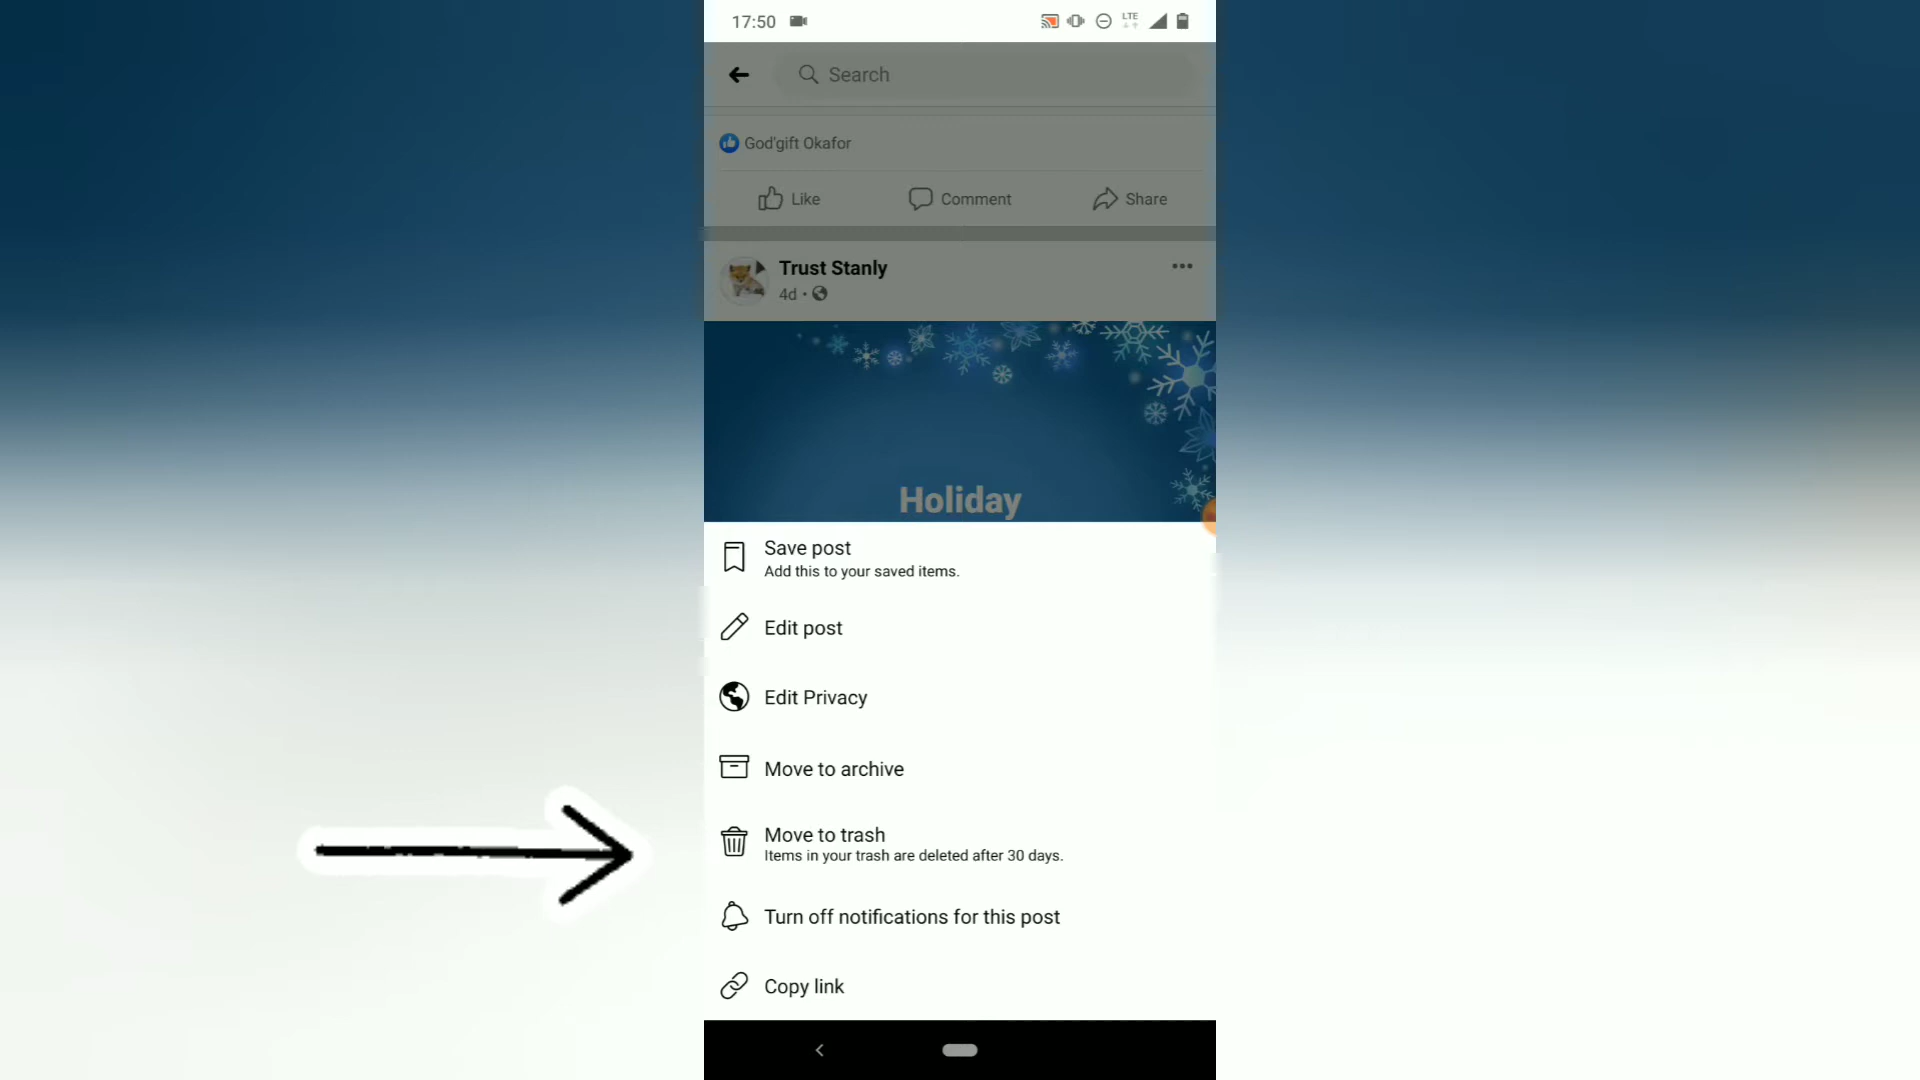 17:50
LTE
Search
God'gift Okafor
Like
Comment
Share
Trust Stanly
4d •
Holiday
Save post
Add this to your saved items.
Edit post
Edit Privacy
Move to archive
Move to trash
Items in your trash are deleted after 30 days.
Turn off notifications for this post
Copy link